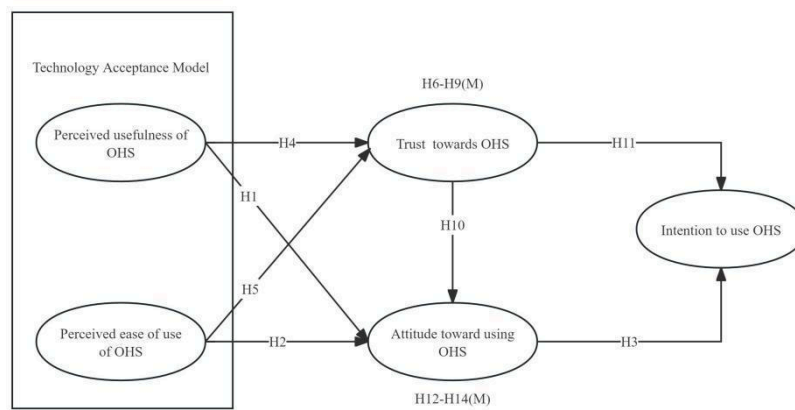 Technology Acceptance Model
H6-H9(M)
Perceived usefulness of
OHS
H4
Trust towards OHS
H11
H1
H10
Intention to use OHS
H5
Perceived ease of use
of OHS
H2
Attitude toward using
OHS
H3
H12-H14(M)